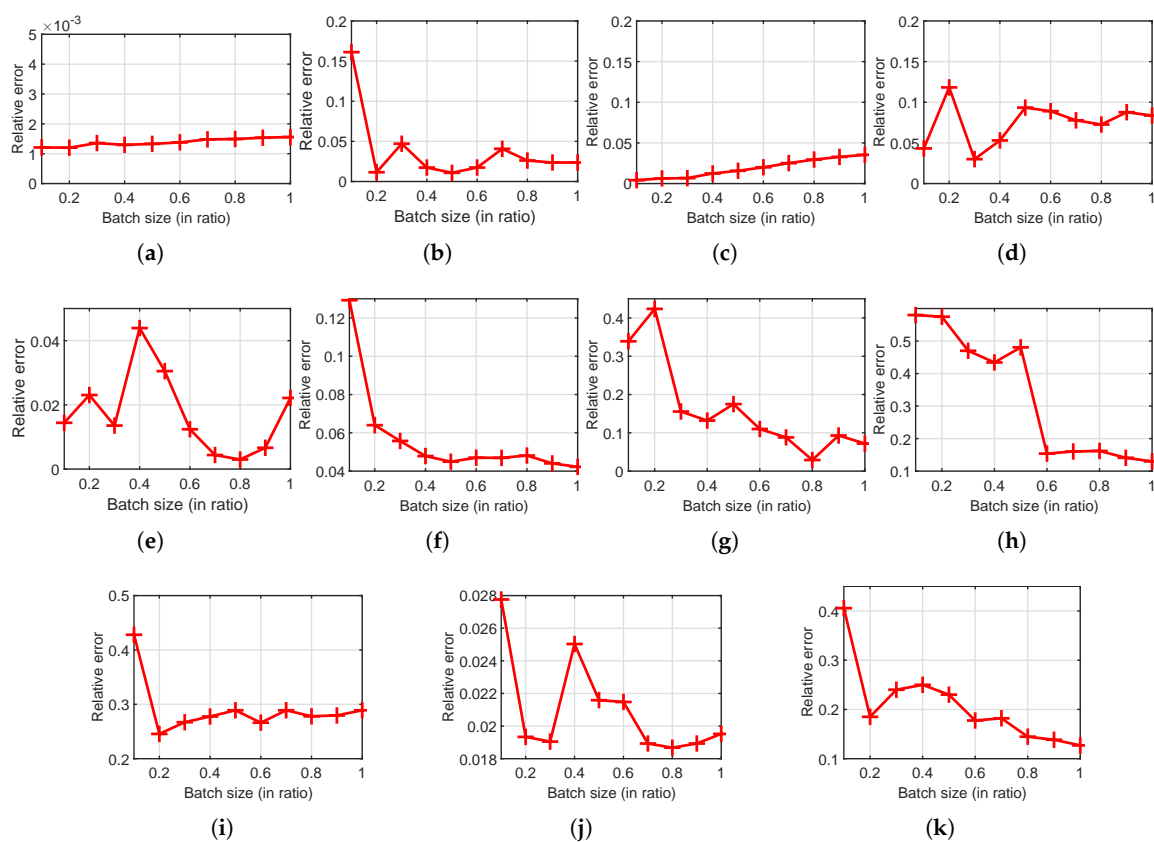 ×10⁻³
5
4
3
2
1
0
Relative error
0.2 0.4 0.6 0.8 1
Batch size (in ratio)
(a)
0.2
0.15
0.1
0.05
0
Relative error
0.2 0.4 0.6 0.8 1
Batch size (in ratio)
(b)
0.2
0.15
0.1
0.05
0
Relative error
0.2 0.4 0.6 0.8 1
Batch size (in ratio)
(c)
0.2
0.15
0.1
0.05
0
Relative error
0.2 0.4 0.6 0.8 1
Batch size (in ratio)
(d)
0.04
0.02
0
Relative error
0.2 0.4 0.6 0.8 1
Batch size (in ratio)
(e)
0.12
0.1
0.08
0.06
0.04
Relative error
0.2 0.4 0.6 0.8 1
Batch size (in ratio)
(f)
0.4
0.3
0.2
0.1
0
Relative error
0.2 0.4 0.6 0.8 1
Batch size (in ratio)
(g)
0.5
0.4
0.3
0.2
0.1
Relative error
0.2 0.4 0.6 0.8 1
Batch size (in ratio)
(h)
0.5
0.4
0.3
0.2
Relative error
0.2 0.4 0.6 0.8 1
Batch size (in ratio)
(i)
0.028
0.026
0.024
0.022
0.02
0.018
Relative error
0.2 0.4 0.6 0.8 1
Batch size (in ratio)
(j)
0.4
0.3
0.2
0.1
Relative error
0.2 0.4 0.6 0.8 1
Batch size (in ratio)
(k)